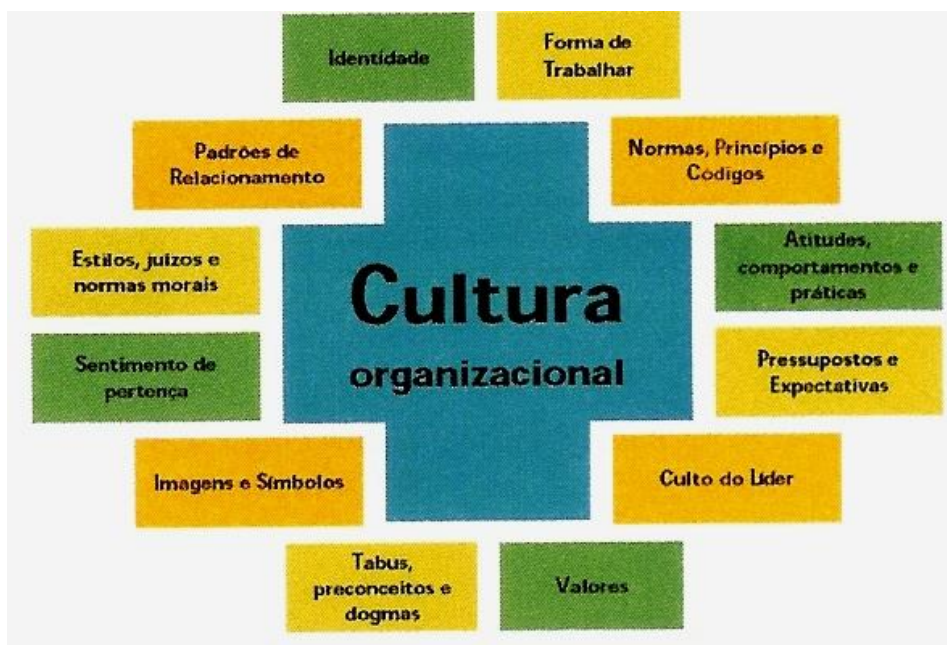 Identidade
Forma de
Trabalhar
Padrões de
Relacionamento
Normas, Princípios e
Códigos
Estilos, juízos e
normas morais
Atitudes,
comportamentos e
práticas
Cultura
organizacional
Sentimento de
pertença
Pressupostos e
Expectativas
Imagens e Símbolos
Culto do Líder
Tabus,
preconceitos e
dogmas
Valores